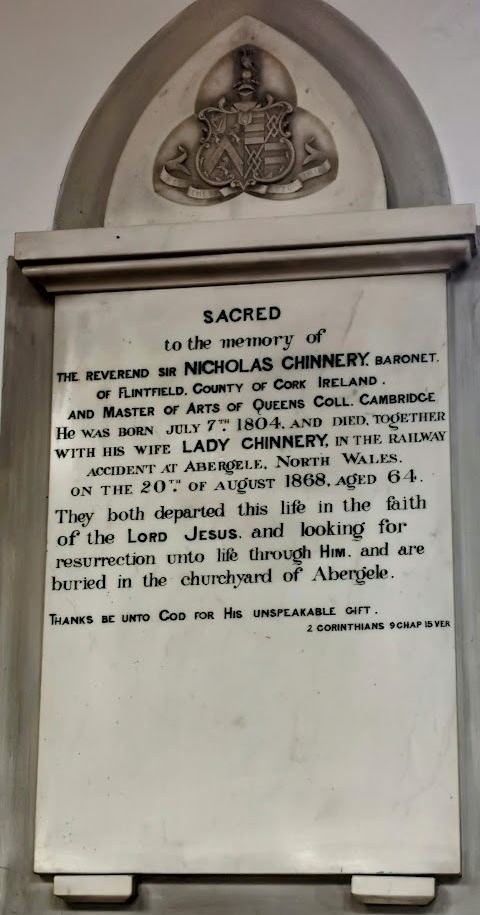 SACRED
to the memory of
THE REVEREND SIR NICHOLAS CHINNERY, BARONET.
OF FLINTFIELD, COUNTY OF CORK IRELAND.
AND MASTER OF ARTS OF QUEENS COLL. CAMBRIDGE
HE WAS BORN JULY 7TH 1804, AND DIED, TOGETHER
WITH HIS WIFE LADY CHINNERY, IN THE RAILWAY
ACCIDENT AT ABERGELE, NORTH WALES.
ON THE 20TH OF AUGUST 1868, AGED 64.
They both departed this life in the faith
of the LORD JESUS, and looking for
resurrection unto life through HIM, and are
buried in the churchyard of Abergele.
THANKS BE UNTO GOD FOR HIS UNSPEAKABLE GIFT.
2 CORINTHIANS 9 CHAP 15 VER